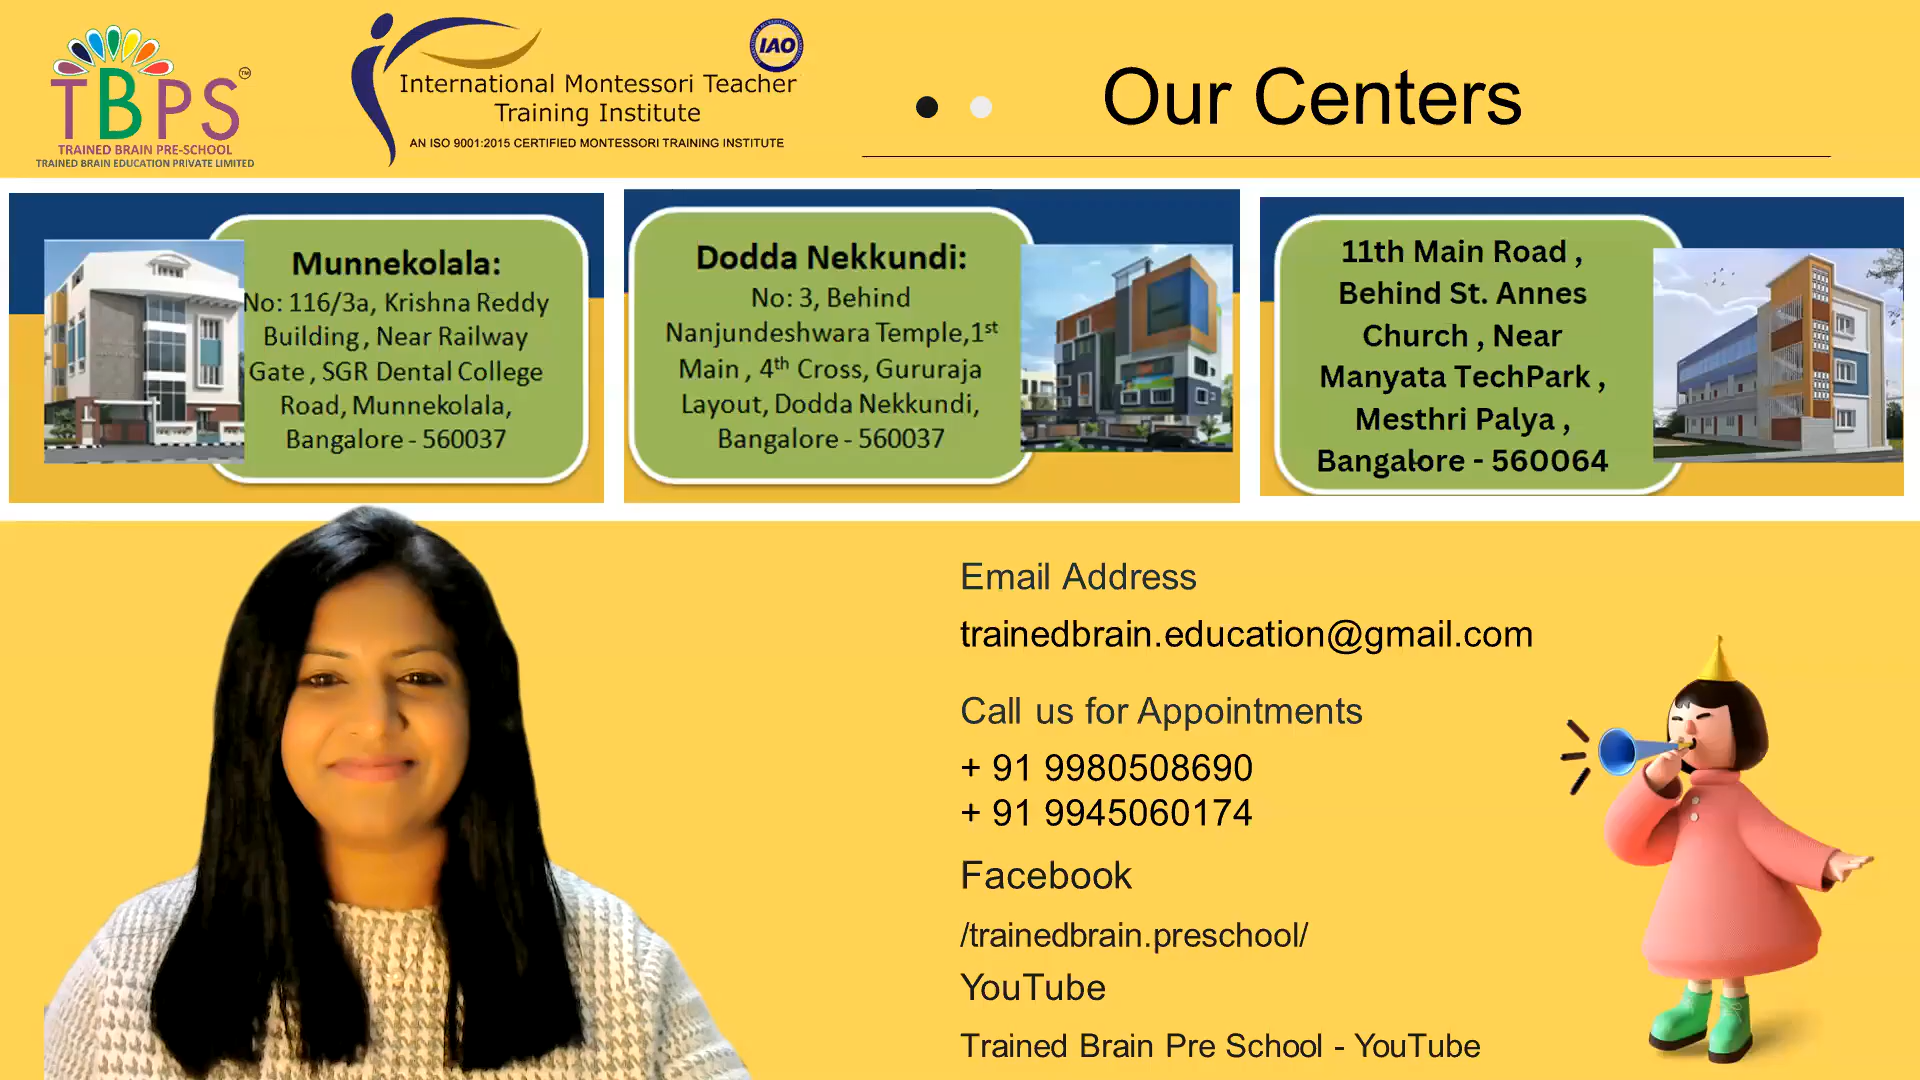 TBPS™
TRAINED BRAIN PRE-SCHOOL
TRAINED BRAIN EDUCATION PRIVATE LIMITED
IAO
International Montessori Teacher
Training Institute
AN ISO 9001:2015 CERTIFIED MONTESSORI TRAINING INSTITUTE
Our Centers
Munnekolala:
No: 116/3a, Krishna Reddy
Building , Near Railway
Gate , SGR Dental College
Road, Munnekolala,
Bangalore - 560037
Dodda Nekkundi:
No: 3, Behind
Nanjundeshwara Temple,1st
Main , 4th Cross, Gururaja
Layout, Dodda Nekkundi,
Bangalore - 560037
11th Main Road ,
Behind St. Annes
Church , Near
Manyata TechPark ,
Mesthri Palya ,
Bangalore - 560064
Email Address
trainedbrain.education@gmail.com
Call us for Appointments
+ 91 9980508690
+ 91 9945060174
Facebook
/trainedbrain.preschool/
YouTube
Trained Brain Pre School - YouTube